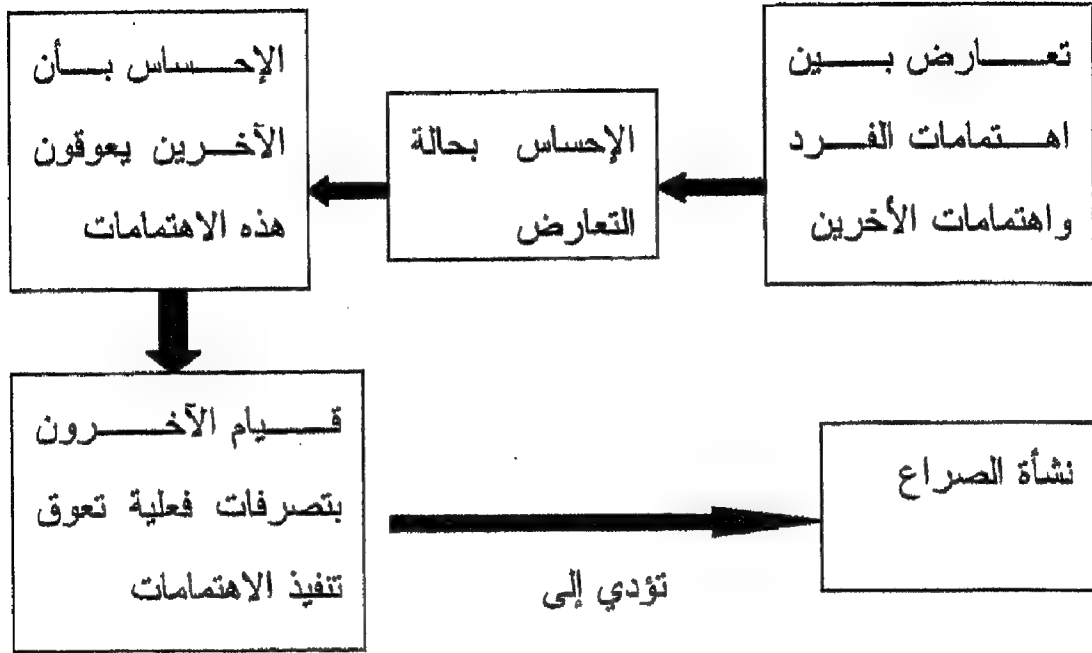 تعارض بين
اهتمامات الفرد
واهتمامات الأخرين
الإحساس بحالة
التعارض
الإحساس بأن
الآخرين يعوقون
هذه الاهتمامات
قيام الآخرون
بتصرفات فعلية تعوق
تنفيذ الاهتمامات
تؤدي إلى
نشأة الصراع